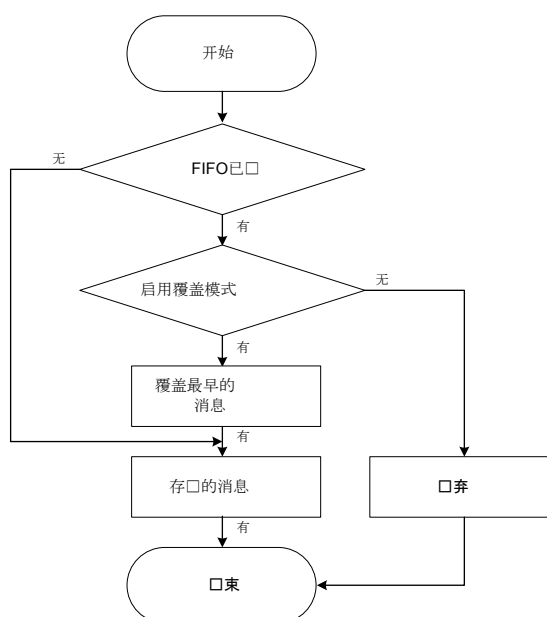 开始
无
FIFO已□
有
启用覆盖模式
无
有
覆盖最早的
消息
有
存□的消息
□弃
有
□束